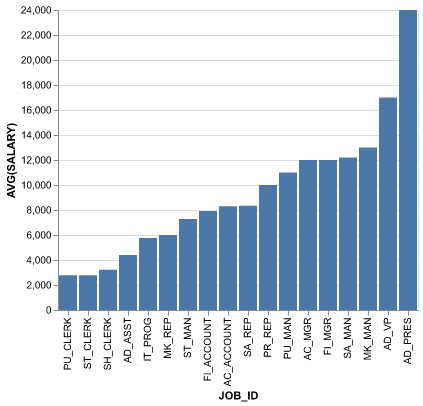 24,000
22,000
20,000
18,000
16,000
14,000
12,000
10,000
8,000
6,000
4,000
2,000
0
AVG(SALARY)
PU_CLERK
ST_CLERK
SH_CLERK
AD_ASST
IT_PROG
MK_REP
ST_MAN
FI_ACCOUNT
AC_ACCOUNT
SA_REP
PR_REP
PU_MAN
AC_MGR
FI_MGR
SA_MAN
MK_MAN
AD_VP
AD_PRES
JOB_ID